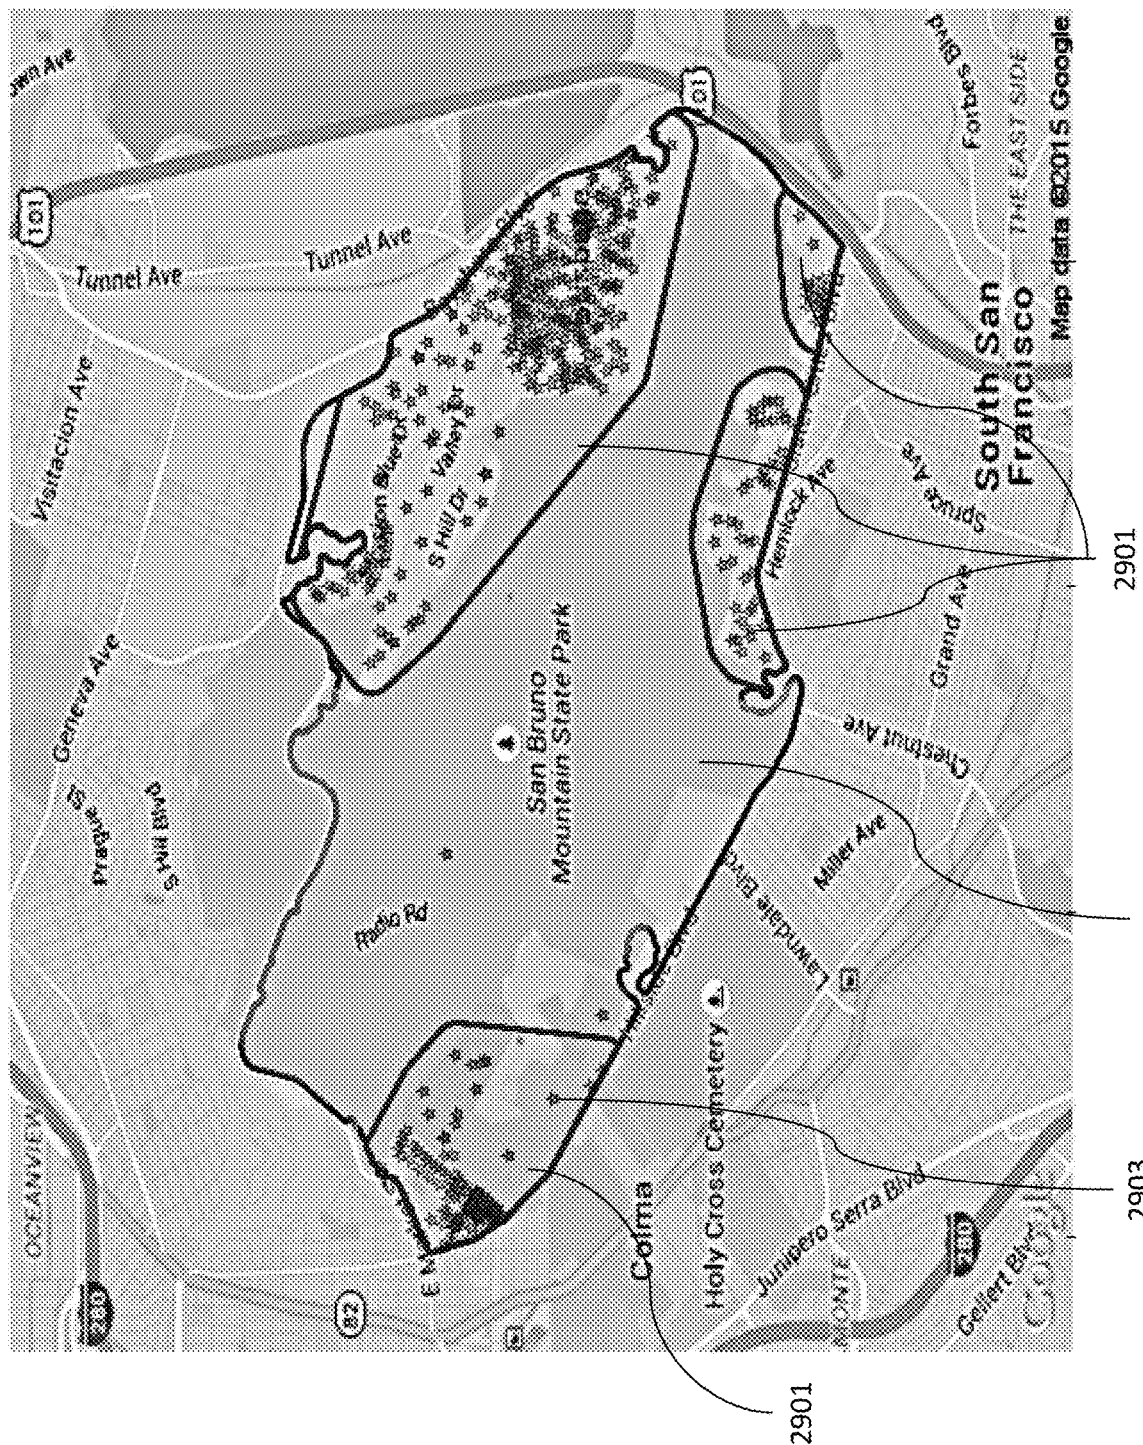 Tunnel Ave
Tunnel Ave
101
101
Visitacion Ave
Geneva Ave
Prague St
S Hill Blvd
S Hill Dr
Valley Dr
Radio Rd
San Bruno
Mountain State Park
Hemlock Ave
South San
Francisco
THE EAST SIDE
Forbes Blvd
Map data ©2015 Google
Spruce Ave
Grand Ave
Chestnut Ave
Miller Ave
Lawndale Blvd
Holy Cross Cemetery
Colma
Junipero Serra Blvd
OCEANVIEW
280
280
82
2901
2901
2903